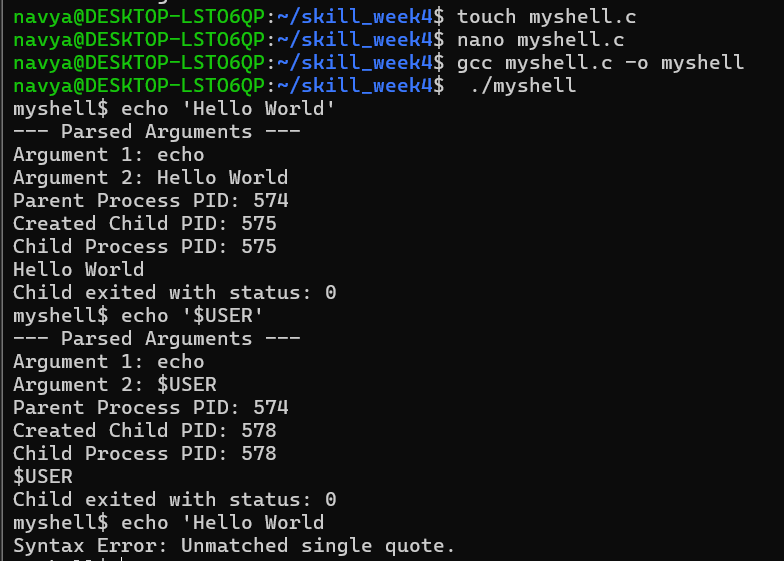 navya@DESKTOP-LSTO6QP:~/skill_week4$ touch myshell.c
navya@DESKTOP-LSTO6QP:~/skill_week4$ nano myshell.c
navya@DESKTOP-LSTO6QP:~/skill_week4$ gcc myshell.c -o myshell
navya@DESKTOP-LSTO6QP:~/skill_week4$  ./myshell
myshell$ echo 'Hello World'
--- Parsed Arguments ---
Argument 1: echo
Argument 2: Hello World
Parent Process PID: 574
Created Child PID: 575
Child Process PID: 575
Hello World
Child exited with status: 0
myshell$ echo '$USER'
--- Parsed Arguments ---
Argument 1: echo
Argument 2: $USER
Parent Process PID: 574
Created Child PID: 578
Child Process PID: 578
$USER
Child exited with status: 0
myshell$ echo 'Hello World
Syntax Error: Unmatched single quote.